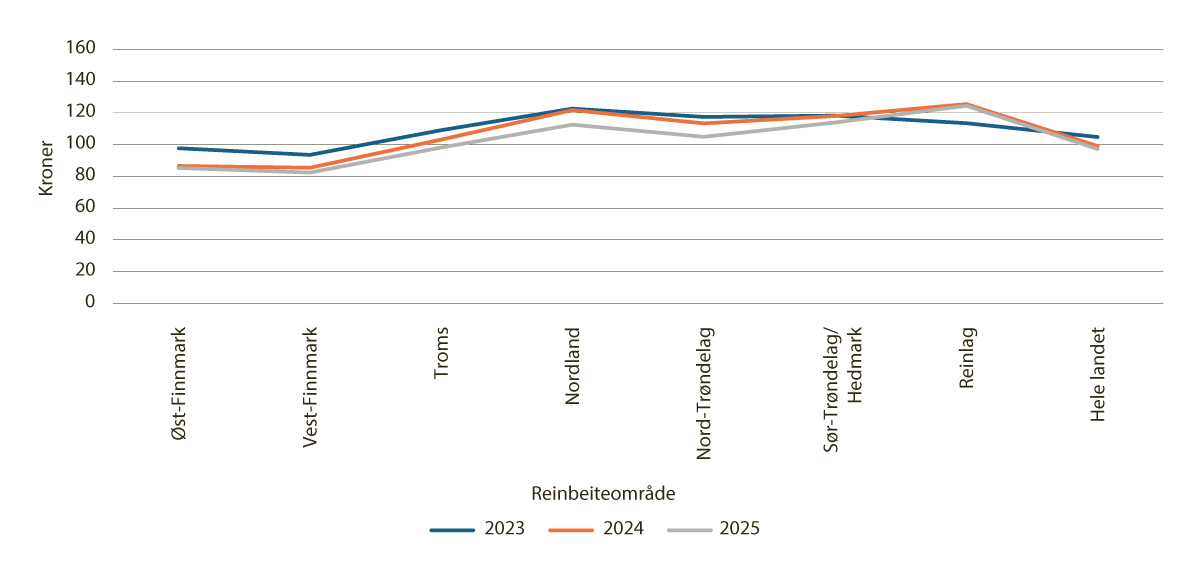 160
140
120
100
80
60
40
20
0
Kroner
Øst-Finnmark
Vest-Finnmark
Troms
Nordland
Nord-Trøndelag
Sør-Trøndelag/
Hedmark
Reinlag
Hele landet
Reinbeiteområde
2023
2024
2025